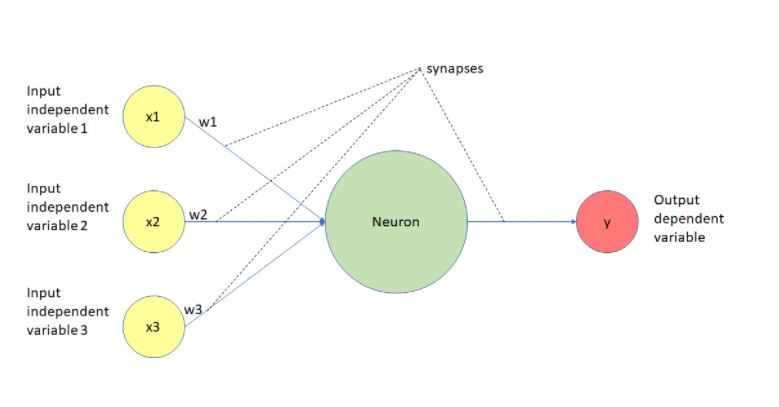 synapses
Input
independent
variable 1
x1
w1
Input
independent
variable 2
x2
w2
Neuron
y
Output
dependent
variable
Input
independent
variable 3
x3
w3